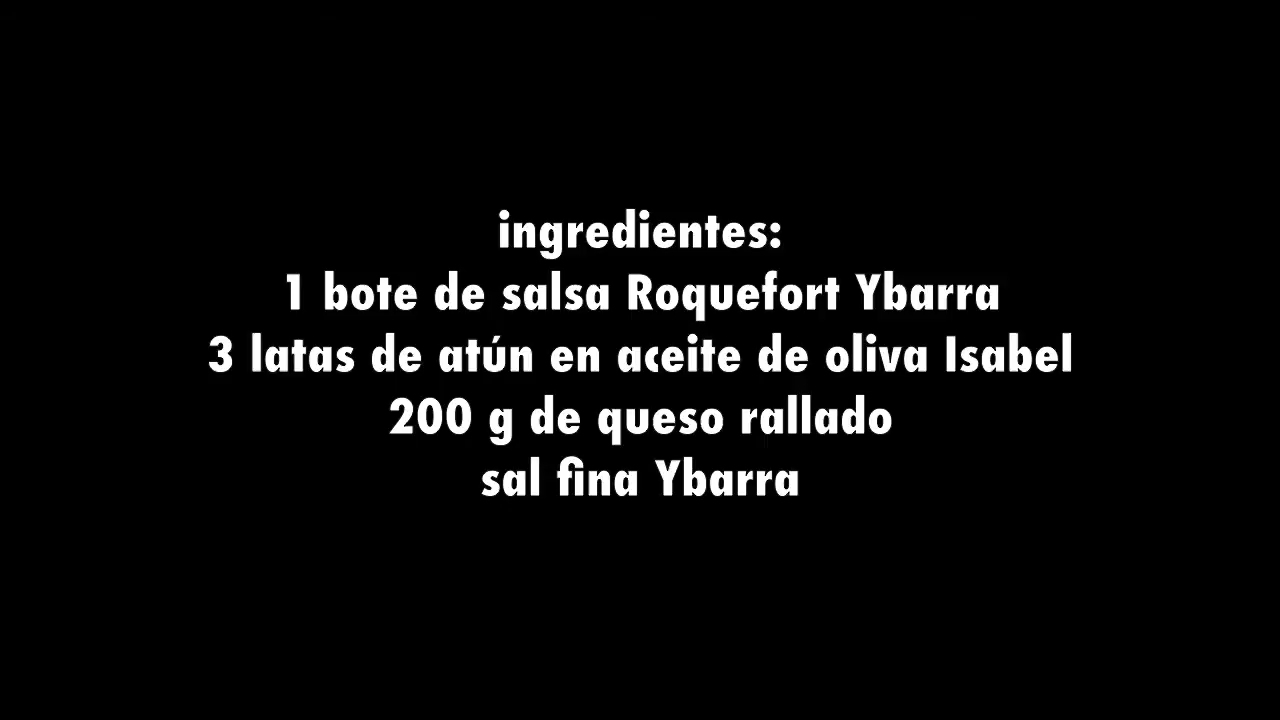 ingredientes:
1 bote de salsa Roquefort Ybarra
3 latas de atún en aceite de oliva Isabel
200 g de queso rallado
sal fina Ybarra